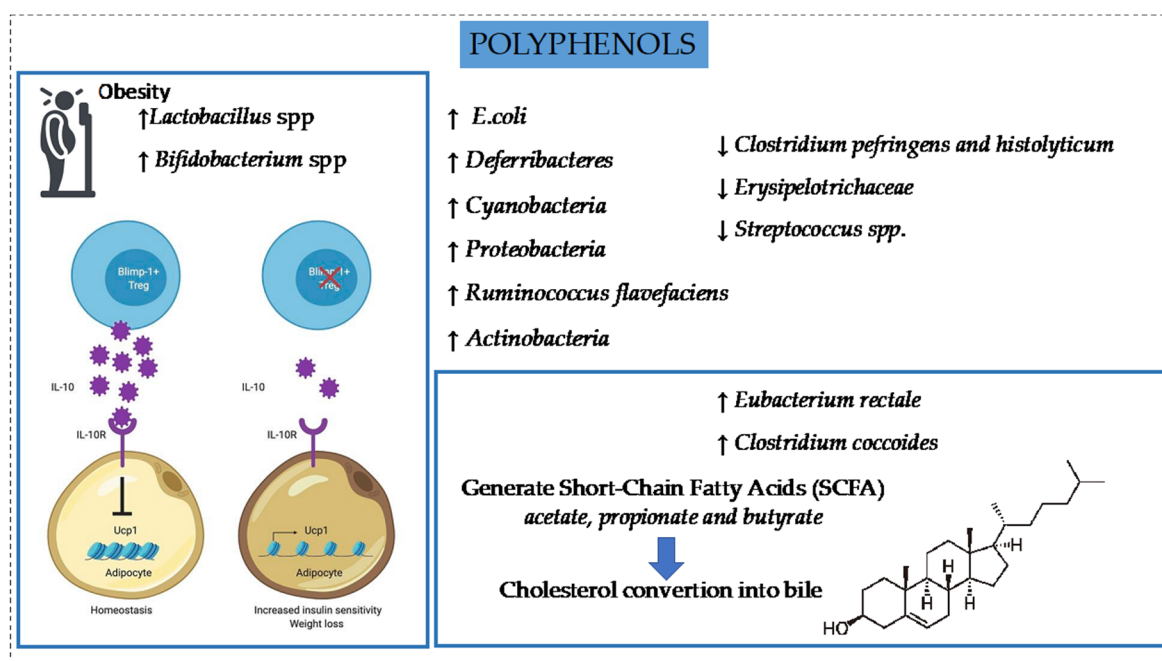 POLYPHENOLS
Obesity
↑Lactobacillus spp
↑ Bifidobacterium spp
Blimp-1+
Treg
IL-10
IL-10R
Ucp1
Adipocyte
Homeostasis
Blimp-1+
Treg
IL-10
IL-10R
Ucp1
Adipocyte
Increased insulin sensitivity
Weight loss
↑ E.coli
↑ Deferribacteres
↑ Cyanobacteria
↑ Proteobacteria
↑ Ruminococcus flavefaciens
↑ Actinobacteria
↓ Clostridium pefringens and histolyticum
↓ Erysipelotrichaceae
↓ Streptococcus spp.
↑ Eubacterium rectale
↑ Clostridium coccoides
Generate Short-Chain Fatty Acids (SCFA)
acetate, propionate and butyrate
Cholesterol convertion into bile
H
H
H
H
HO